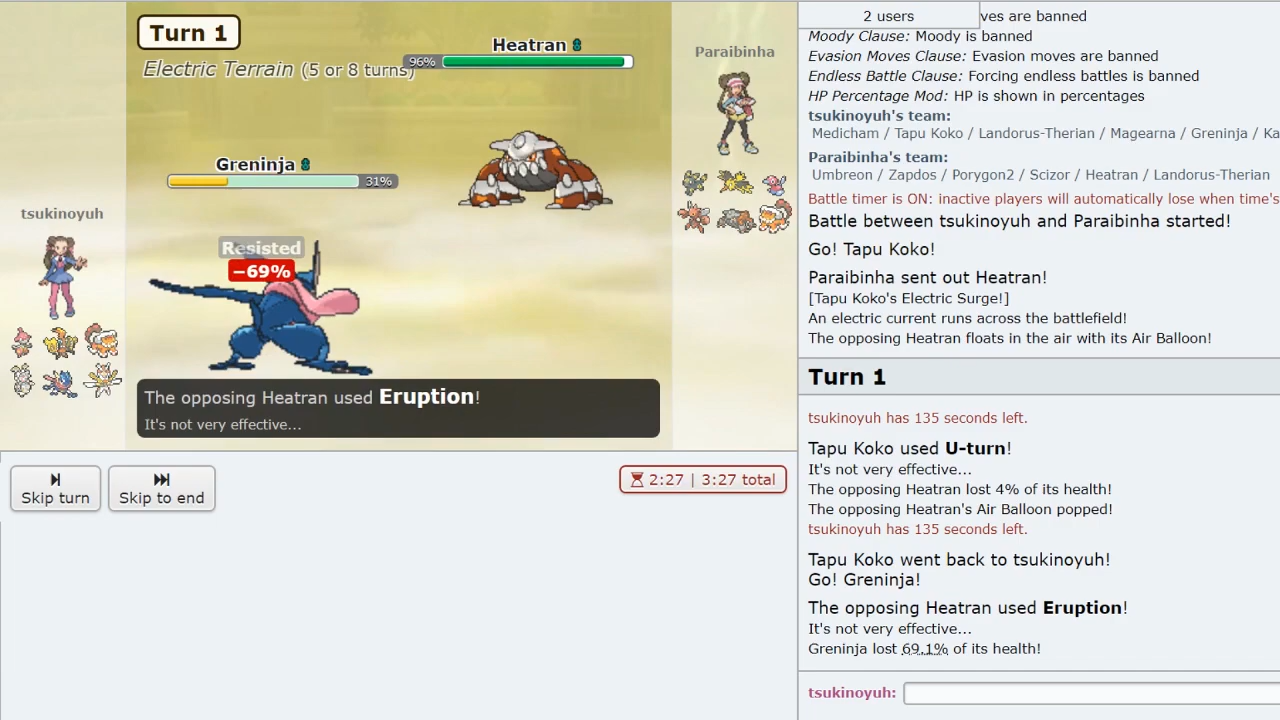 Turn 1
Electric Terrain (5 or 8 turns)
Heatran
96%
Greninja
31%
Resisted
−69%
tsukinoyuh
Paraibinha
The opposing Heatran used Eruption!
It's not very effective...
Skip turn
Skip to end
2:27 | 3:27 total
2 users
ves are banned
Moody Clause: Moody is banned
Evasion Moves Clause: Evasion moves are banned
Endless Battle Clause: Forcing endless battles is banned
HP Percentage Mod: HP is shown in percentages
tsukinoyuh's team:
Medicham / Tapu Koko / Landorus-Therian / Magearna / Greninja / Ka
Paraibinha's team:
Umbreon / Zapdos / Porygon2 / Scizor / Heatran / Landorus-Therian
Battle timer is ON: inactive players will automatically lose when time's
Battle between tsukinoyuh and Paraibinha started!
Go! Tapu Koko!
Paraibinha sent out Heatran!
[Tapu Koko's Electric Surge!]
An electric current runs across the battlefield!
The opposing Heatran floats in the air with its Air Balloon!
Turn 1
tsukinoyuh has 135 seconds left.
Tapu Koko used U-turn!
It's not very effective...
The opposing Heatran lost 4% of its health!
The opposing Heatran's Air Balloon popped!
tsukinoyuh has 135 seconds left.
Tapu Koko went back to tsukinoyuh!
Go! Greninja!
The opposing Heatran used Eruption!
It's not very effective...
Greninja lost 69.1% of its health!
tsukinoyuh: